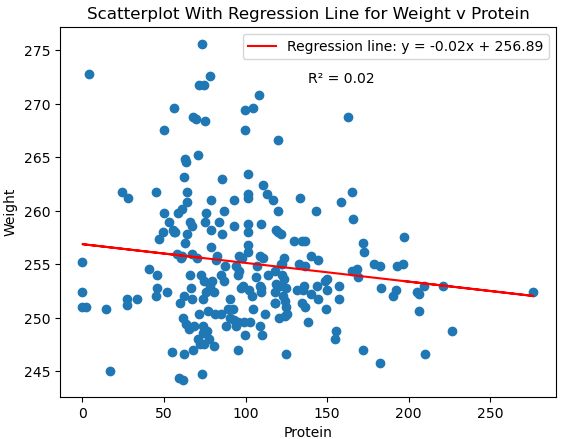 Scatterplot With Regression Line for Weight v Protein
Regression line: y = -0.02x + 256.89
R² = 0.02
275
270
265
260
255
250
245
Weight
0 50 100 150 200 250
Protein